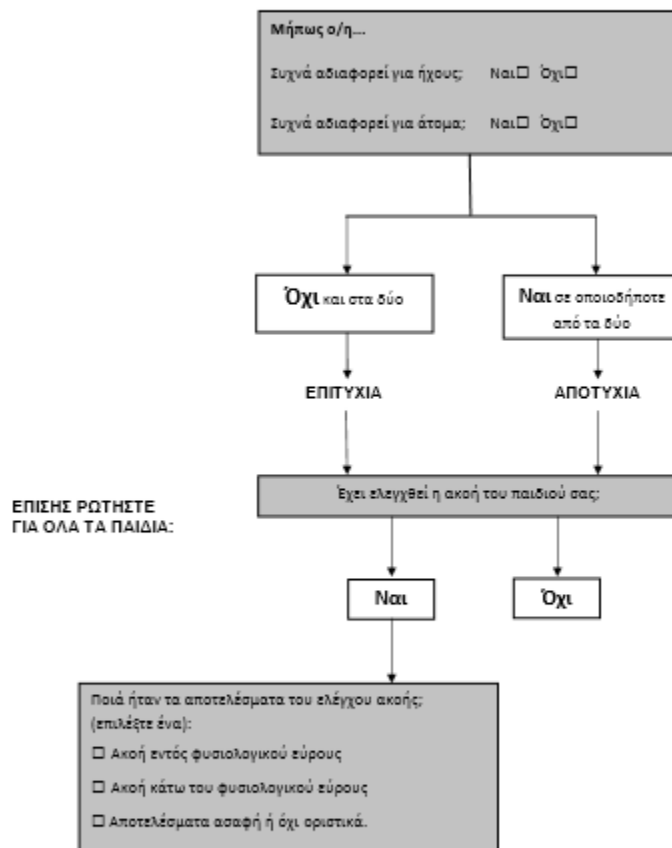 Μήπως ο/η...
Συχνά αδιαφορεί για ήχους; Ναι☐ Όχι☐
Συχνά αδιαφορεί για άτομα; Ναι☐ Όχι☐
Όχι και στα δύο
Ναι σε οποιοδήποτε
από τα δύο
ΕΠΙΤΥΧΙΑ
ΑΠΟΤΥΧΙΑ
ΕΠΙΣΗΣ ΡΩΤΗΣΤΕ
ΓΙΑ ΟΛΑ ΤΑ ΠΑΙΔΙΑ:
Έχει ελεγχθεί η ακοή του παιδιού σας;
Ναι
Όχι
Ποιά ήταν τα αποτελέσματα του ελέγχου ακοής;
(επιλέξτε ένα):
☐ Ακοή εντός φυσιολογικού εύρους
☐ Ακοή κάτω του φυσιολογικού εύρους
☐ Αποτελέσματα ασαφή ή όχι οριστικά.